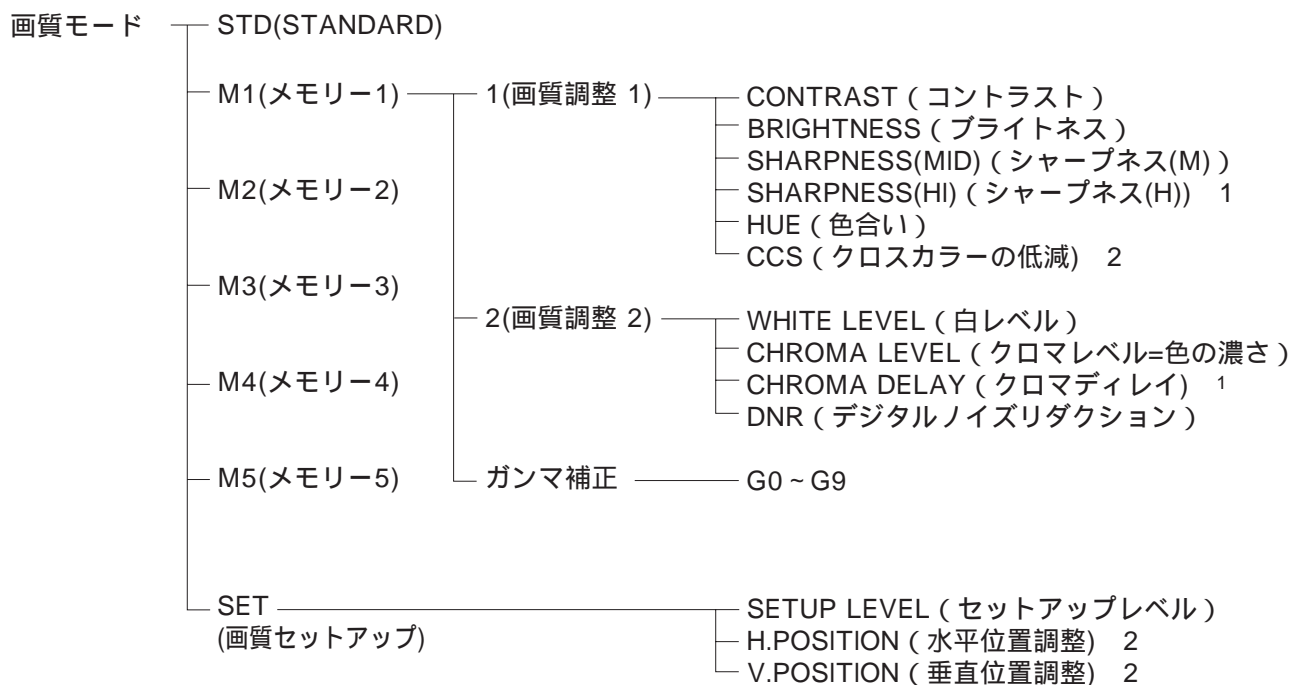 画質モード
STD(STANDARD)
M1(メモリー1)
1(画質調整 1)
CONTRAST(コントラスト)
BRIGHTNESS(ブライトネス)
SHARPNESS(MID)(シャープネス(M))
SHARPNESS(HI)(シャープネス(H)) 1
HUE(色合い)
CCS(クロスカラーの低減) 2
M2(メモリー2)
M3(メモリー3)
2(画質調整 2)
WHITE LEVEL(白レベル)
CHROMA LEVEL(クロマレベル=色の濃さ)
CHROMA DELAY(クロマディレイ) 1
DNR(デジタルノイズリダクション)
M4(メモリー4)
M5(メモリー5)
ガンマ補正
G0 ~ G9
SET
(画質セットアップ)
SETUP LEVEL(セットアップレベル)
H.POSITION(水平位置調整) 2
V.POSITION(垂直位置調整) 2